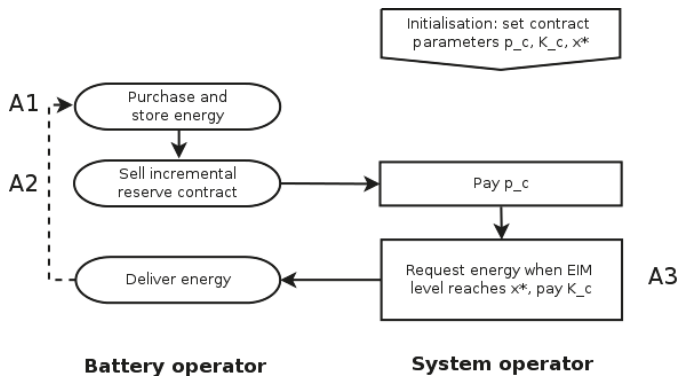 Initialisation: set contract
parameters p_c, K_c, x*
A1
Purchase and
store energy
A2
Sell incremental
reserve contract
Pay p_c
Deliver energy
Request energy when EIM
level reaches x*, pay K_c
A3
Battery operator
System operator